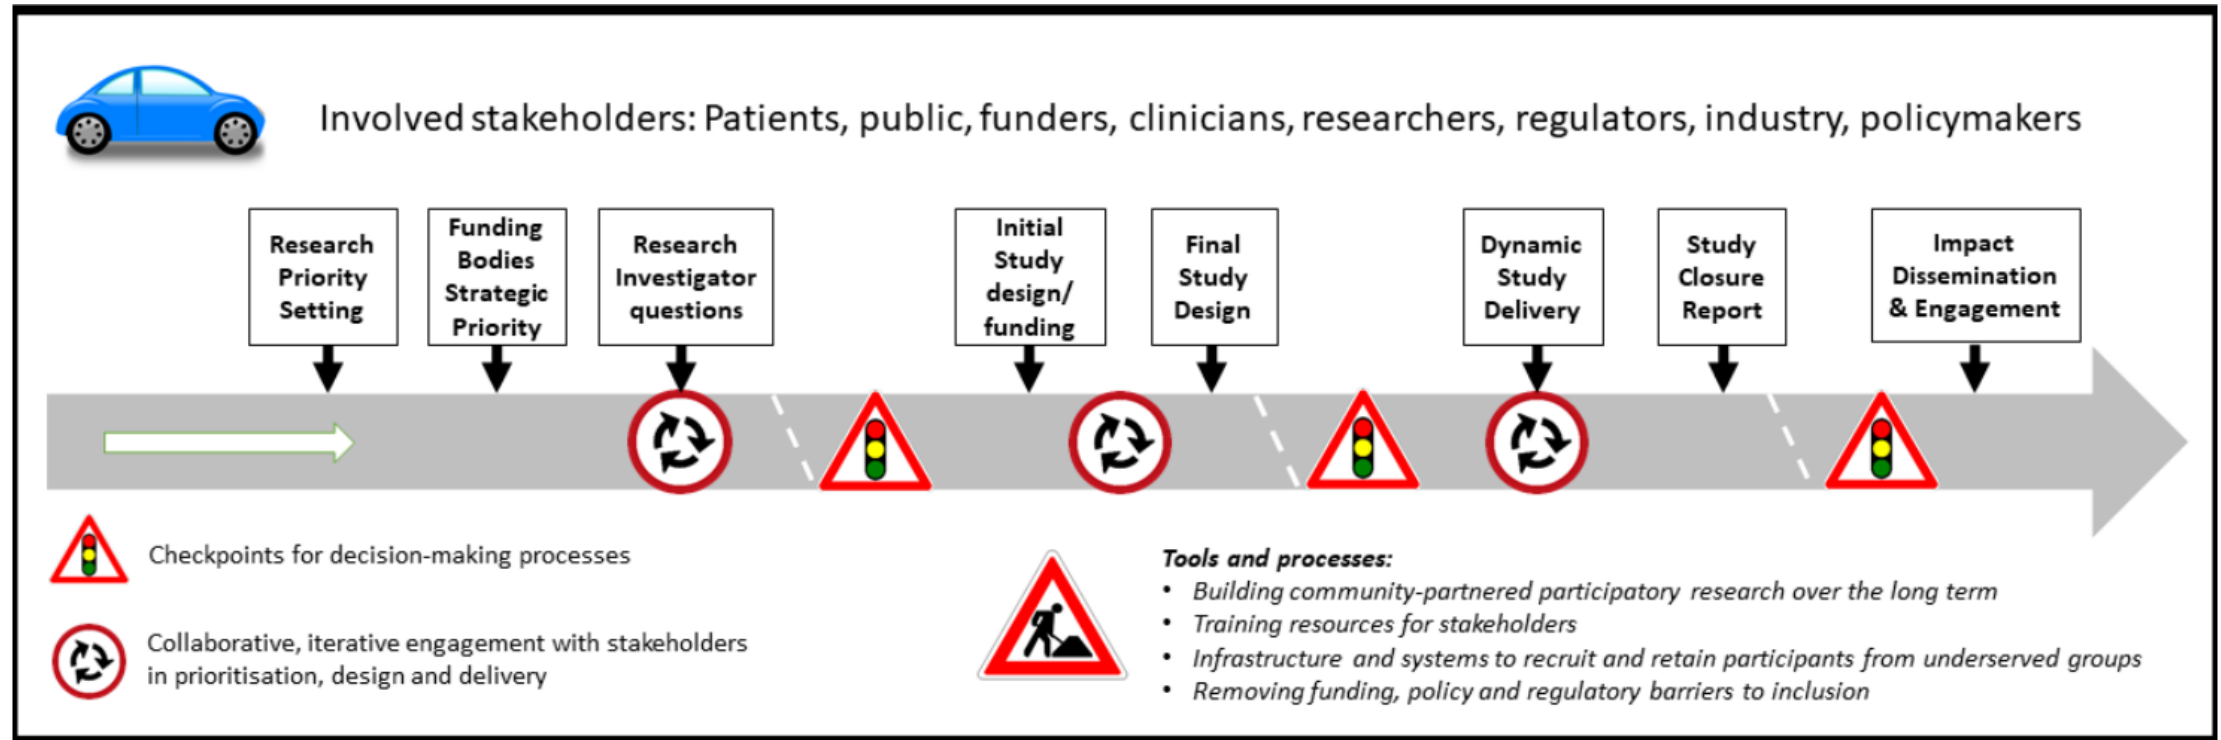 Involved stakeholders: Patients, public, funders, clinicians, researchers, regulators, industry, policymakers
Research
Priority
Setting
Funding
Bodies
Strategic
Priority
Research
Investigator
questions
Initial
Study
design/
funding
Final
Study
Design
Dynamic
Study
Delivery
Study
Closure
Report
Impact
Dissemination
& Engagement
Checkpoints for decision-making processes
Collaborative, iterative engagement with stakeholders
in prioritisation, design and delivery
Tools and processes:
• Building community-partnered participatory research over the long term
• Training resources for stakeholders
• Infrastructure and systems to recruit and retain participants from underserved groups
• Removing funding, policy and regulatory barriers to inclusion